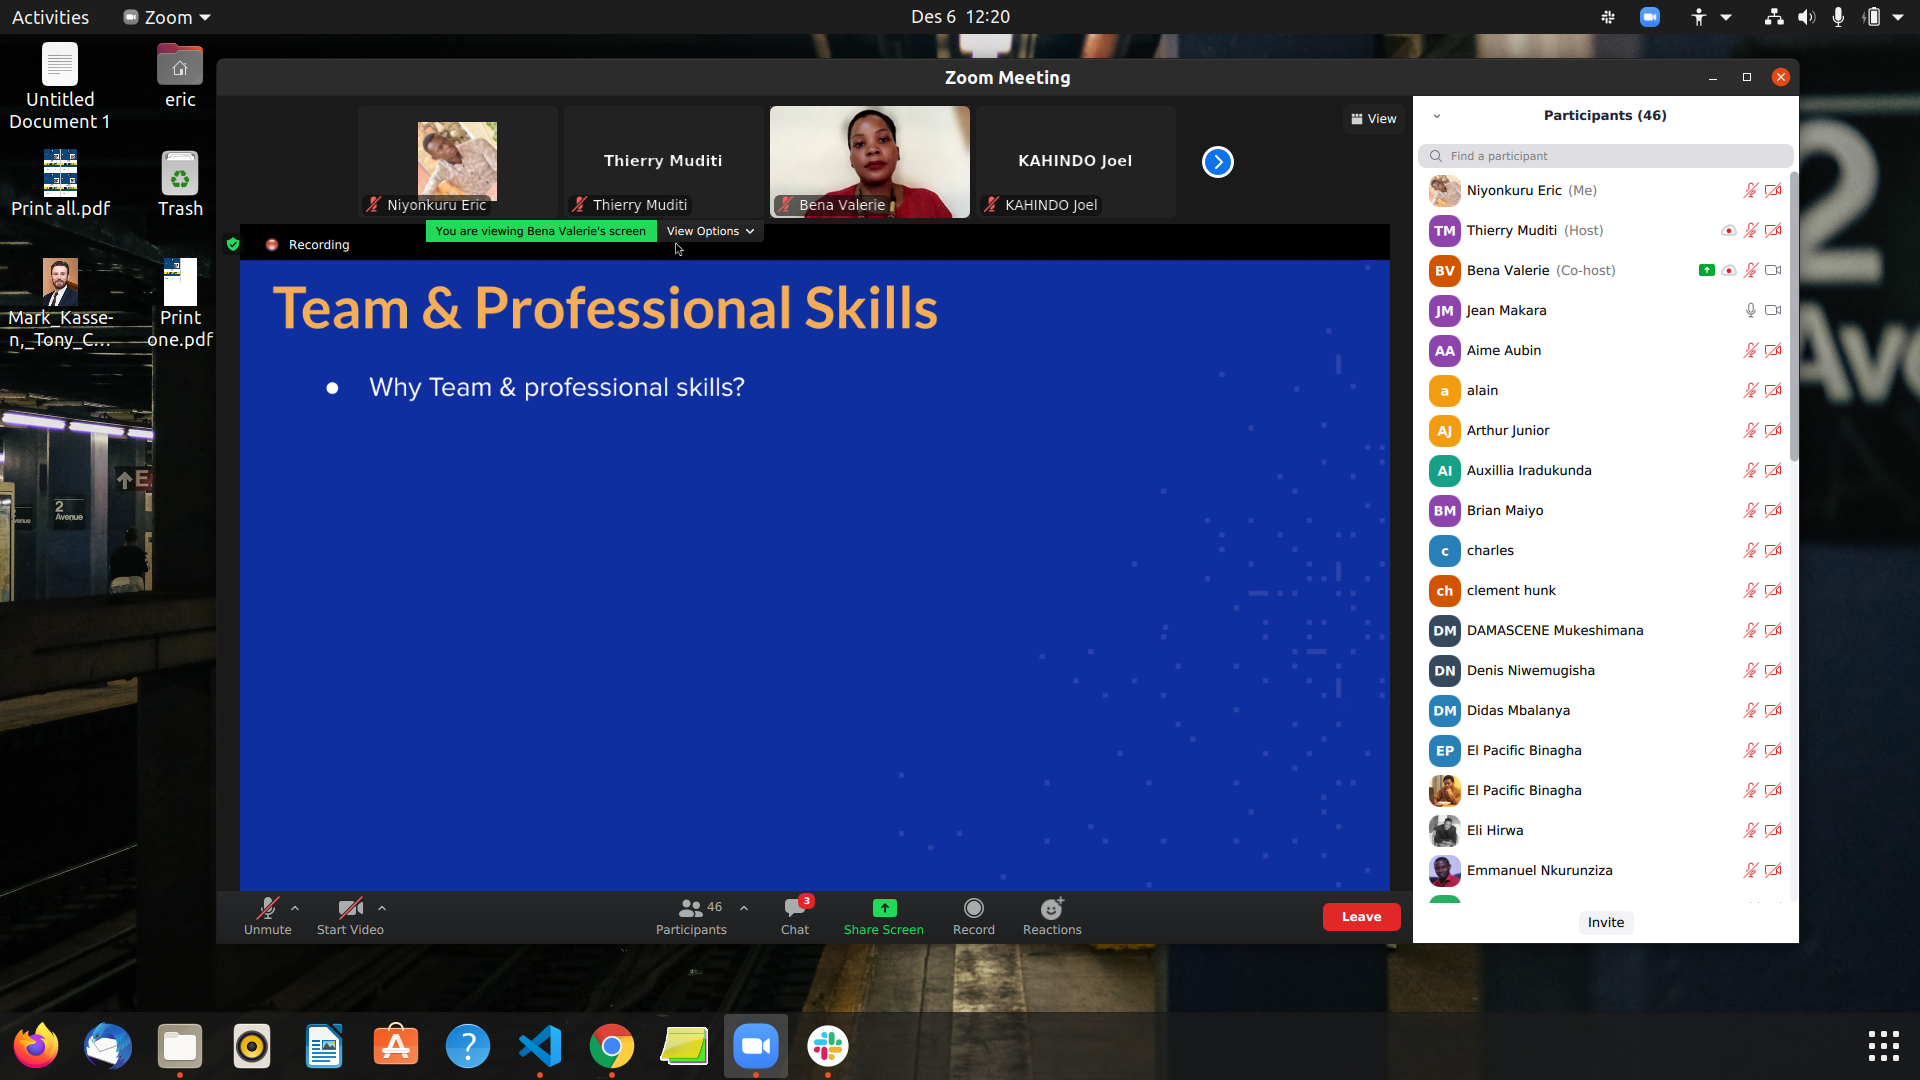 Activities
Zoom
Des 6 12:20
Untitled
Document 1
eric
Print all.pdf
Trash
Mark_Kasse-
n,_Tony_C...
Print
one.pdf
Zoom Meeting
Thierry Muditi
KAHINDO Joel
View
Niyonkuru Eric
Thierry Muditi
Bena Valerie
KAHINDO Joel
You are viewing Bena Valerie's screen
View Options
Recording
Team & Professional Skills
● Why Team & professional skills?
Participants (46)
Find a participant
Niyonkuru Eric (Me)
TM Thierry Muditi (Host)
BV Bena Valerie (Co-host)
JM Jean Makara
AA Aime Aubin
a alain
AJ Arthur Junior
AI Auxillia Iradukunda
BM Brian Maiyo
c charles
ch clement hunk
DM DAMASCENE Mukeshimana
DN Denis Niwemugisha
DM Didas Mbalanya
EP El Pacific Binagha
El Pacific Binagha
Eli Hirwa
Emmanuel Nkurunziza
Invite
Unmute
Start Video
46
Participants
3
Chat
Share Screen
Record
Reactions
Leave
2
Avenue
2
Ave